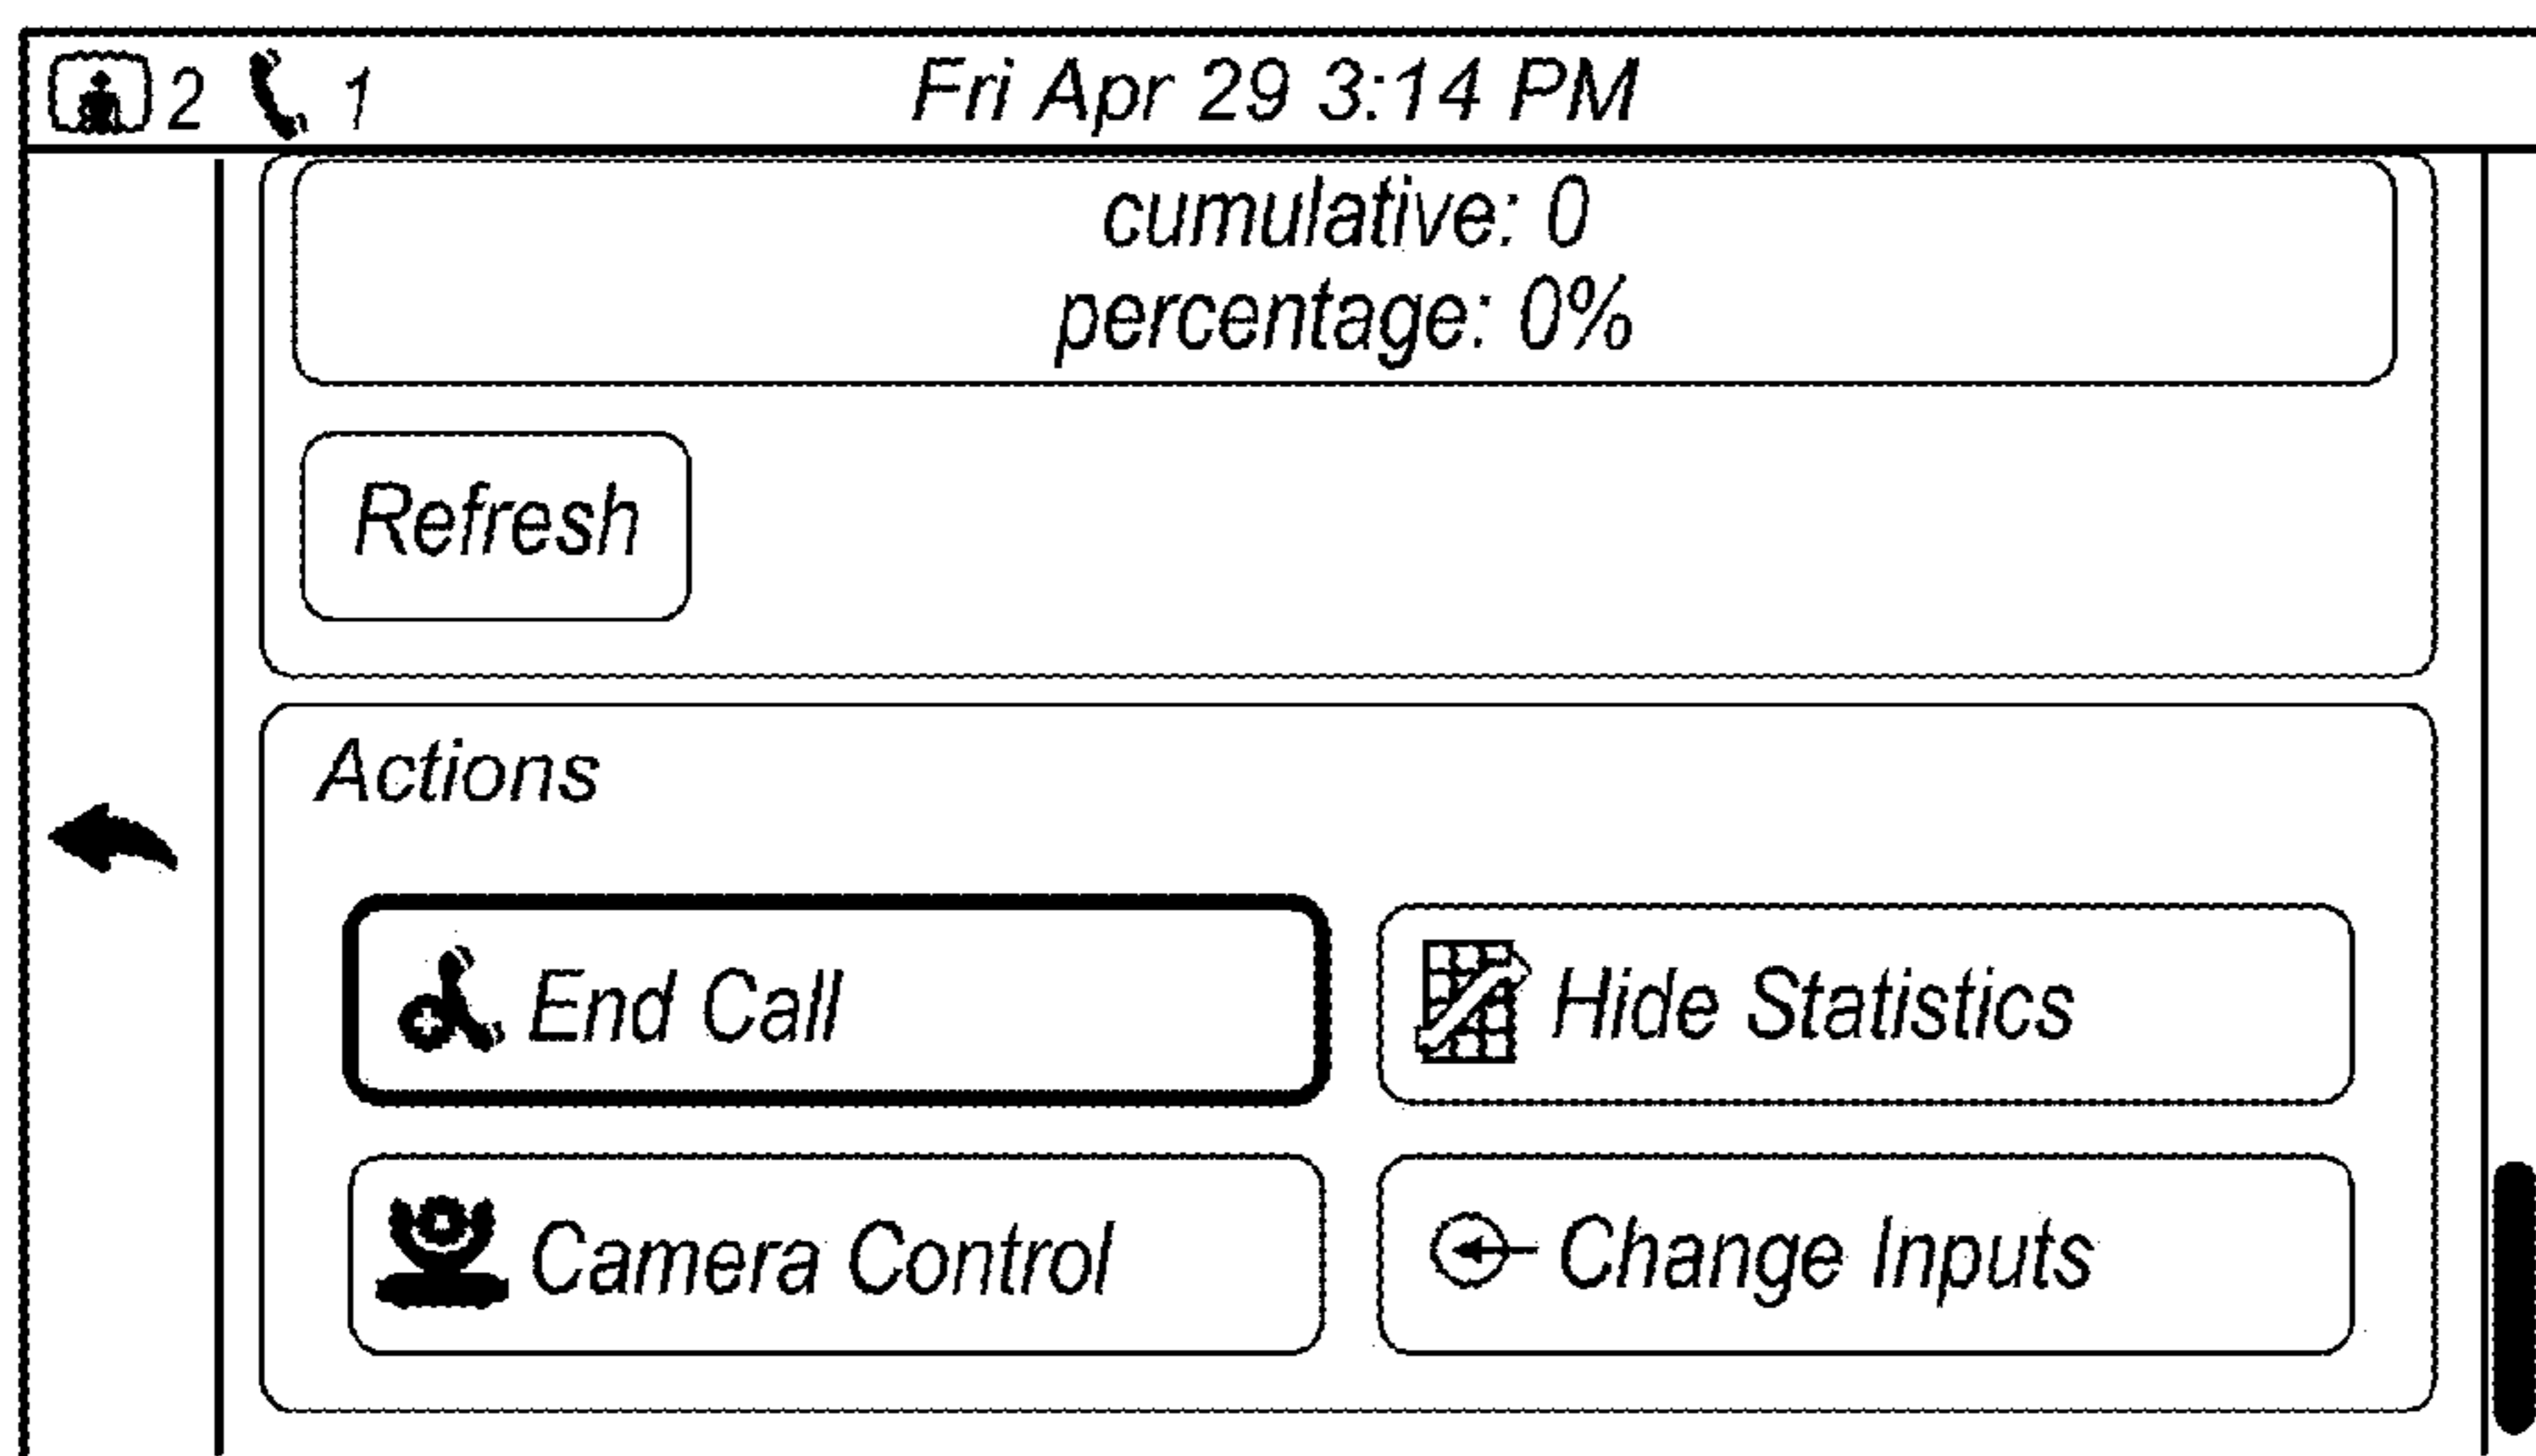 2 1 Fri Apr 29 3:14 PM
cumulative: 0
percentage: 0%
Refresh
Actions
End Call Hide Statistics
Camera Control Change Inputs